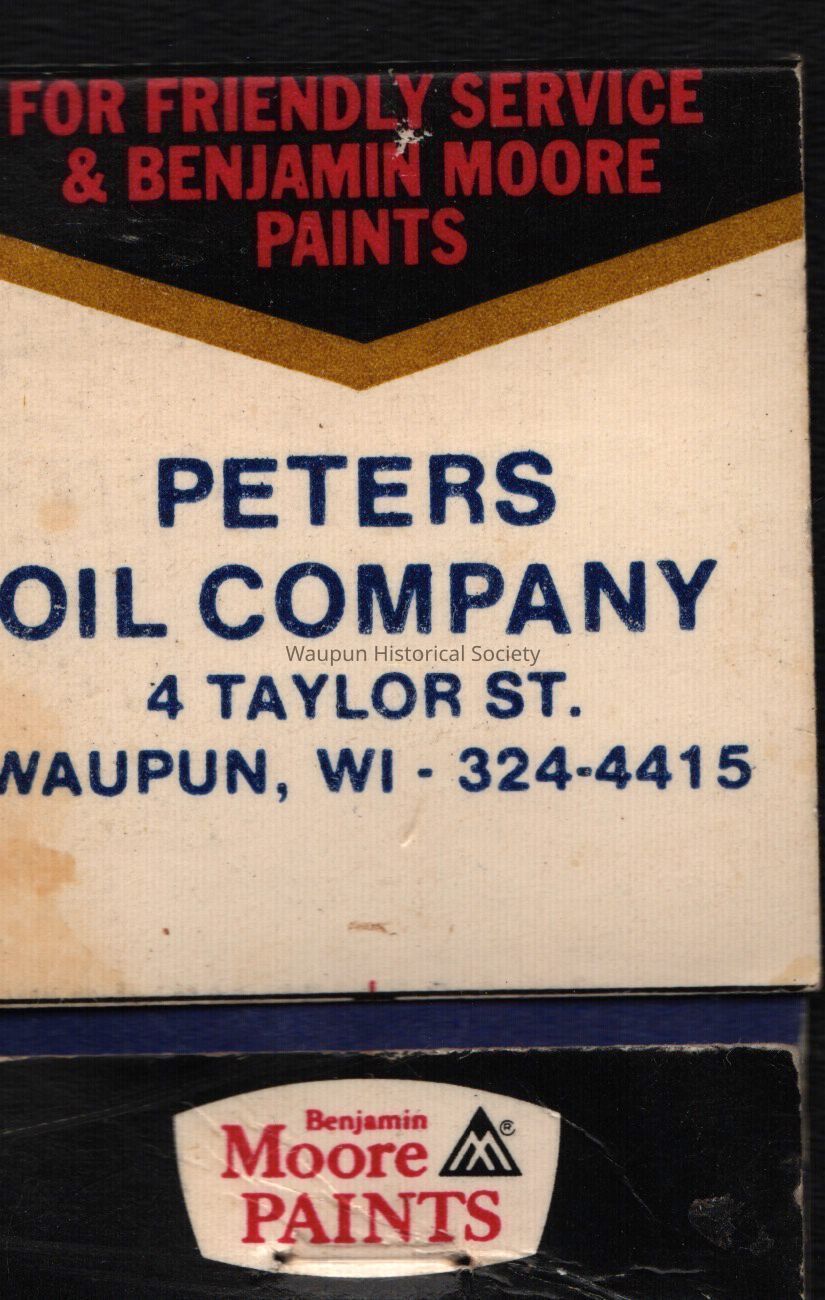 FOR FRIENDLY SERVICE
& BENJAMIN MOORE
PAINTS
PETERS
OIL COMPANY
Waupun Historical Society
4 TAYLOR ST.
WAUPUN, WI - 324-4415
Benjamin
Moore ®
PAINTS